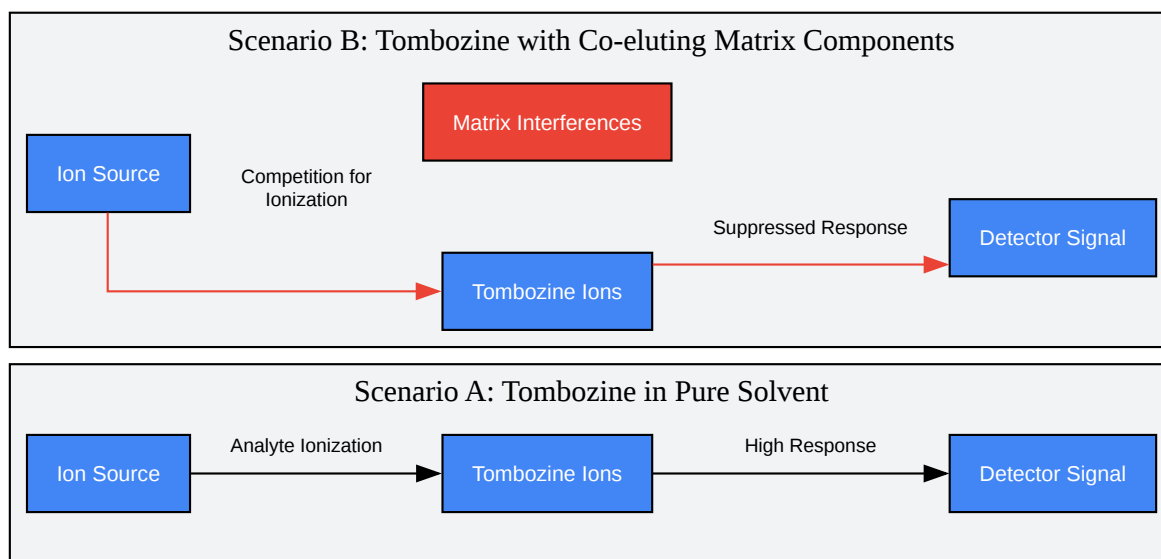 Scenario B: Tombozine with Co-eluting Matrix Components
Matrix Interferences
Ion Source
Competition for
Ionization
Suppressed Response
Detector Signal
Tombozine Ions
Scenario A: Tombozine in Pure Solvent
Ion Source
Analyte Ionization
Tombozine Ions
High Response
Detector Signal